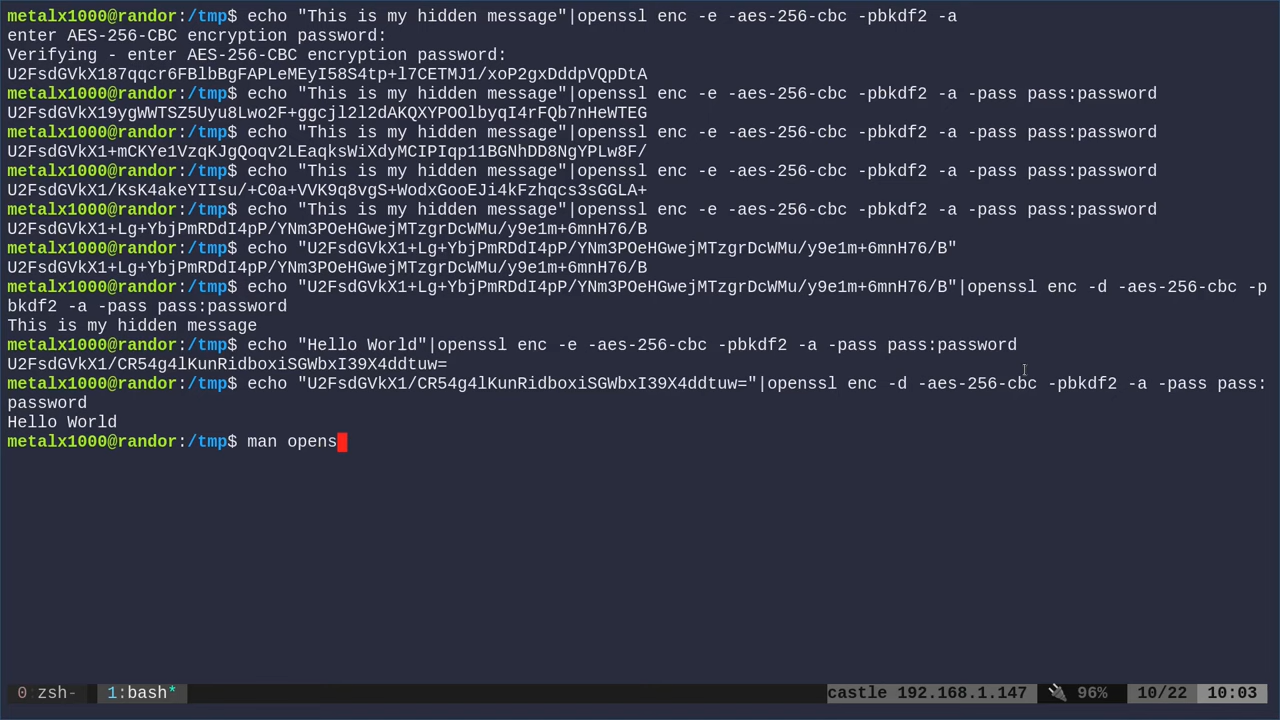 metalx1000@randor:/tmp$ echo "This is my hidden message"|openssl enc -e -aes-256-cbc -pbkdf2 -a
enter AES-256-CBC encryption password:
Verifying - enter AES-256-CBC encryption password:
U2FsdGVkX187qqcr6FBlbBgFAPLeMEyI58S4tp+l7CETMJ1/xoP2gxDddpVQpDtA
metalx1000@randor:/tmp$ echo "This is my hidden message"|openssl enc -e -aes-256-cbc -pbkdf2 -a -pass pass:password
U2FsdGVkX19ygWWTSZ5Uyu8Lwo2F+ggcjl2l2dAKQXYPOOlbyqI4rFQb7nHeWTEG
metalx1000@randor:/tmp$ echo "This is my hidden message"|openssl enc -e -aes-256-cbc -pbkdf2 -a -pass pass:password
U2FsdGVkX1+mCKYe1VzqKJgQoqv2LEaqksWiXdyMCIPIqp11BGNhDD8NgYPLw8F/
metalx1000@randor:/tmp$ echo "This is my hidden message"|openssl enc -e -aes-256-cbc -pbkdf2 -a -pass pass:password
U2FsdGVkX1/KsK4akeYIIsu/+C0a+VVK9q8vgS+WodxGooEJi4kFzhqcs3sGGLA+
metalx1000@randor:/tmp$ echo "This is my hidden message"|openssl enc -e -aes-256-cbc -pbkdf2 -a -pass pass:password
U2FsdGVkX1+Lg+YbjPmRDdI4pP/YNm3POeHGwejMTzgrDcWMu/y9e1m+6mnH76/B
metalx1000@randor:/tmp$ echo "U2FsdGVkX1+Lg+YbjPmRDdI4pP/YNm3POeHGwejMTzgrDcWMu/y9e1m+6mnH76/B"
U2FsdGVkX1+Lg+YbjPmRDdI4pP/YNm3POeHGwejMTzgrDcWMu/y9e1m+6mnH76/B
metalx1000@randor:/tmp$ echo "U2FsdGVkX1+Lg+YbjPmRDdI4pP/YNm3POeHGwejMTzgrDcWMu/y9e1m+6mnH76/B"|openssl enc -d -aes-256-cbc -p
bkdf2 -a -pass pass:password
This is my hidden message
metalx1000@randor:/tmp$ echo "Hello World"|openssl enc -e -aes-256-cbc -pbkdf2 -a -pass pass:password
U2FsdGVkX1/CR54g4lKunRidboxiSGWbxI39X4ddtuw=
metalx1000@randor:/tmp$ echo "U2FsdGVkX1/CR54g4lKunRidboxiSGWbxI39X4ddtuw="|openssl enc -d -aes-256-cbc -pbkdf2 -a -pass pass:
password
Hello World
metalx1000@randor:/tmp$ man opens
0:zsh- 1:bash* castle 192.168.1.147 96% 10/22 10:03